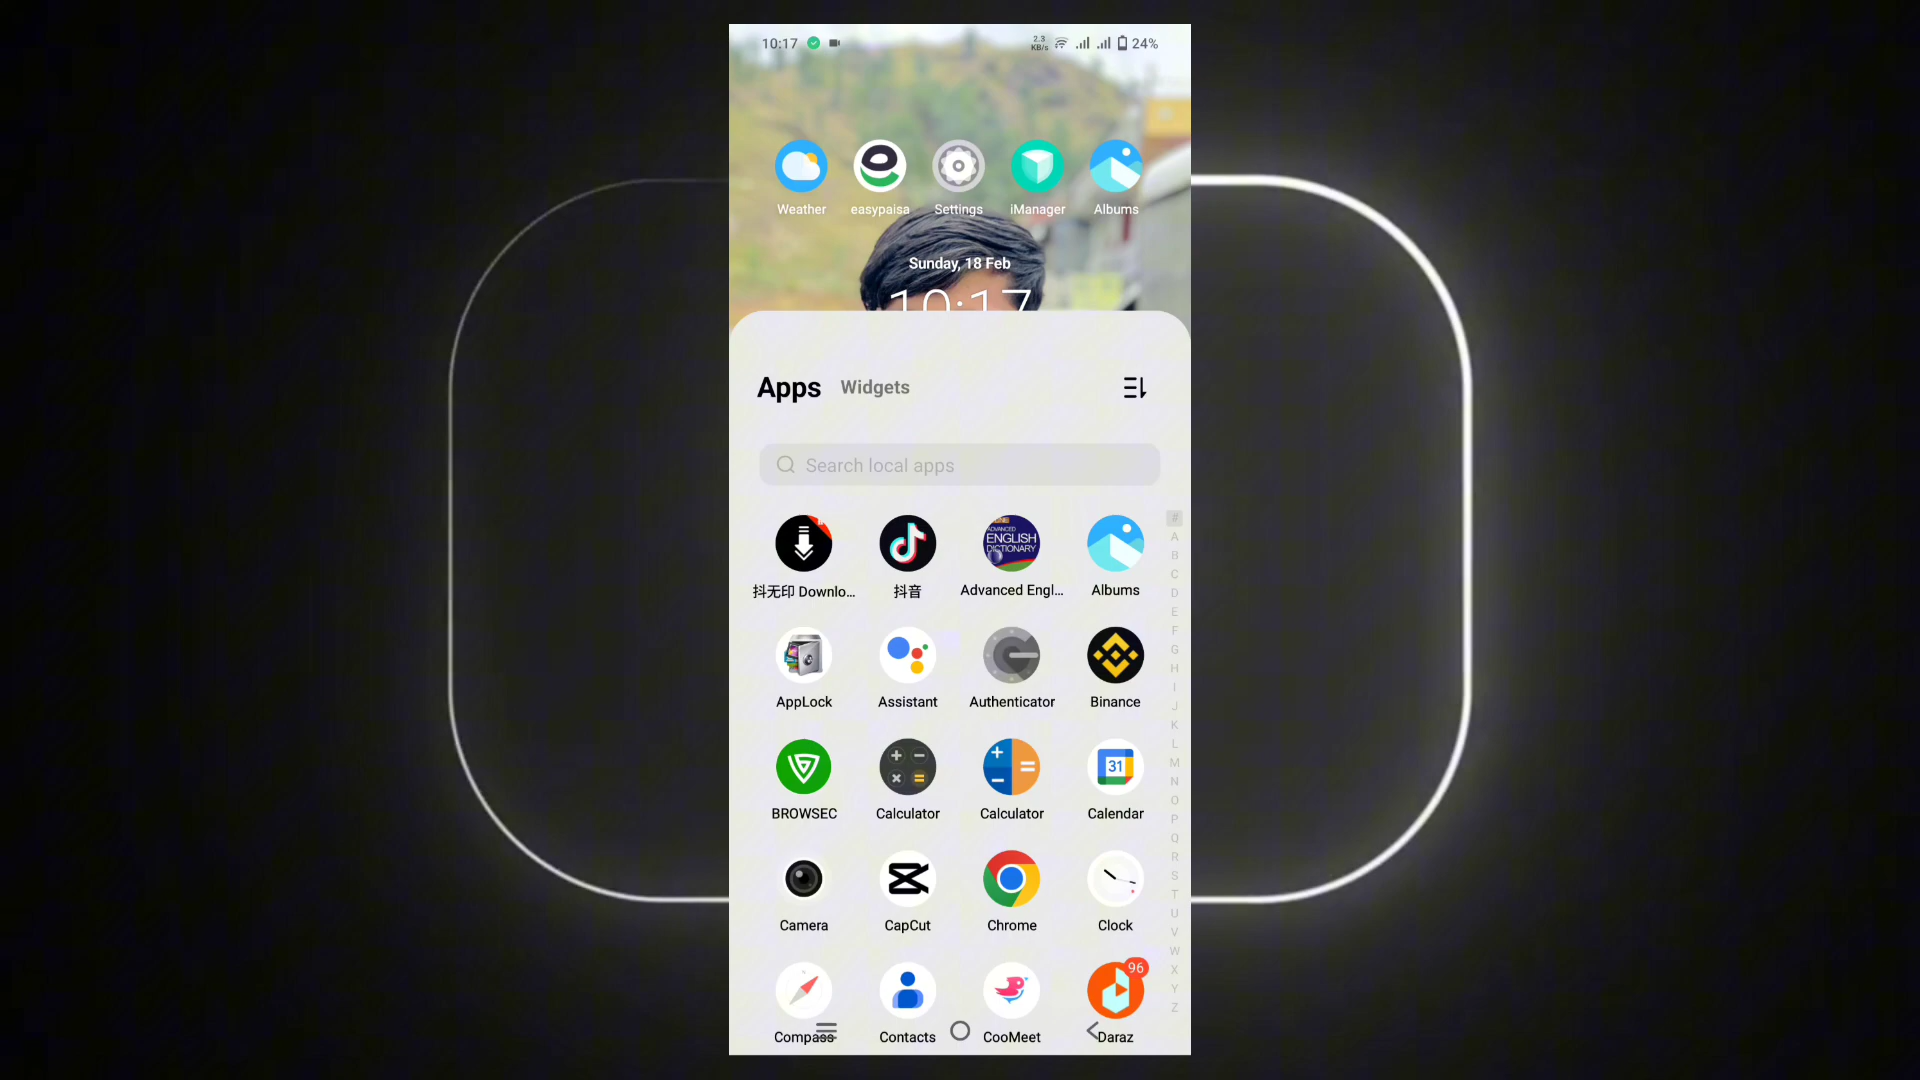 10:17
2.3 KB/s
24%
Weather easypaisa Settings iManager Albums
Sunday, 18 Feb
10:17
Apps Widgets
Search local apps
ADVANCED ENGLISH DICTIONARY
抖无印 Downlo... 抖音 Advanced Engl... Albums
AppLock Assistant Authenticator Binance
31
BROWSEC Calculator Calculator Calendar
Camera CapCut Chrome Clock
96
Compass Contacts CooMeet Daraz
#
A
B
C
D
E
F
G
H
I
J
K
L
M
N
O
P
Q
R
S
T
U
V
W
X
Y
Z